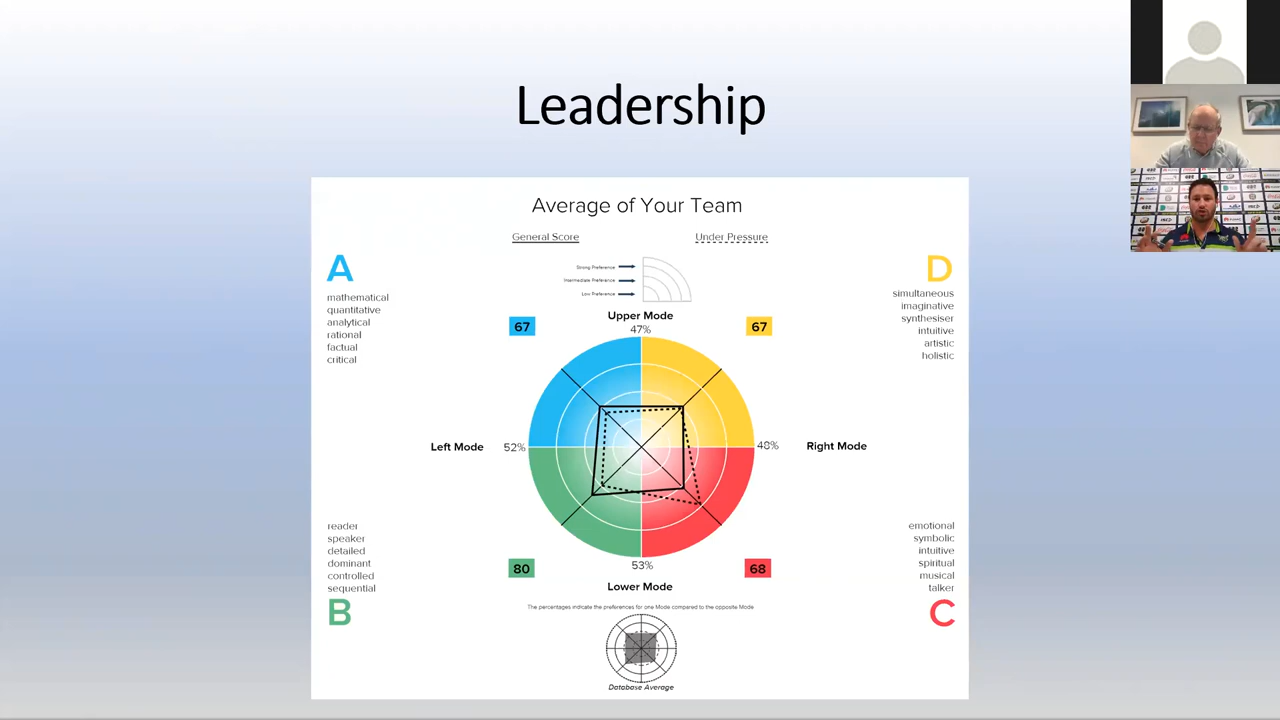 Leadership
Average of Your Team
General Score
Under Pressure
A
mathematical
quantitative
analytical
rational
factual
critical
Strong Preference
Intermediate Preference
Low Preference
D
simultaneous
imaginative
synthesiser
intuitive
artistic
holistic
67
Upper Mode
47%
67
Left Mode
52%
48%
Right Mode
reader
speaker
detailed
dominant
controlled
sequential
B
80
53%
Lower Mode
68
emotional
symbolic
intuitive
spiritual
musical
talker
C
The percentages indicate the preferences for one Mode compared to the opposite Mode
Database Average